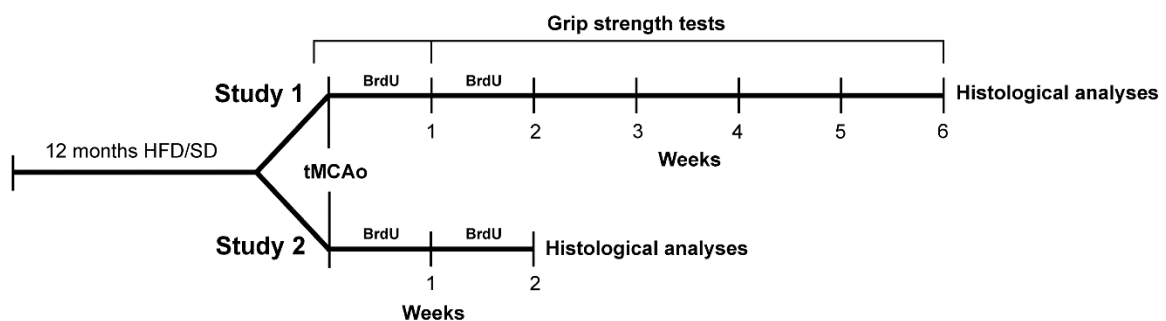 Grip strength tests
Study 1
BrdU BrdU
Histological analyses
1 2 3 4 5 6
Weeks
12 months HFD/SD
tMCAo
Study 2
BrdU BrdU
Histological analyses
1 2
Weeks